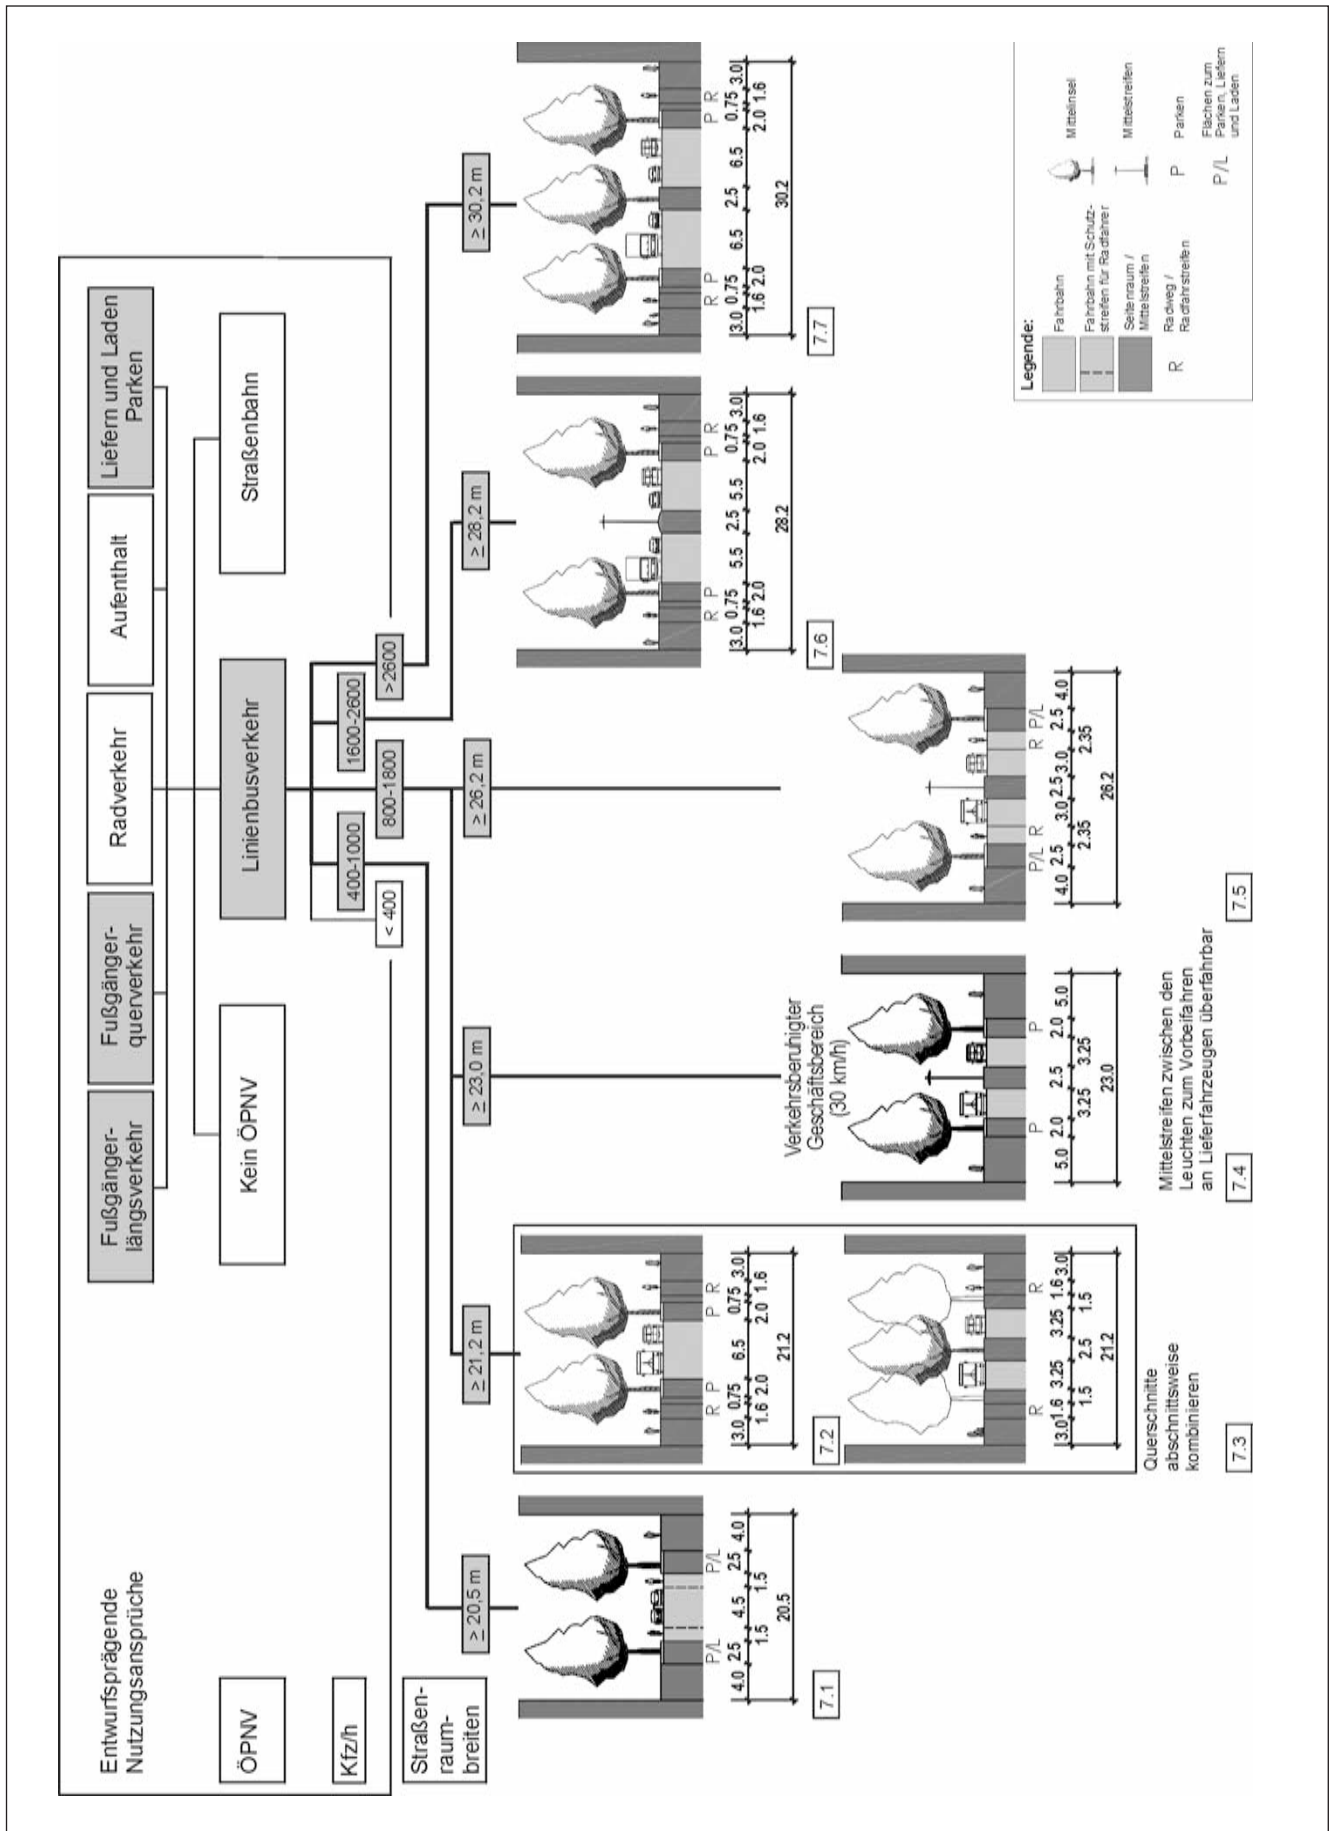 Entwurfsprägende
Nutzungsansprüche
Fußgänger-
längsverkehr
Fußgänger-
querverkehr
Radverkehr
Aufenthalt
Liefern und Laden
Parken
ÖPNV
Kein ÖPNV
Linienbusverkehr
Straßenbahn
Kfz/h
< 400
400-1000
800-1800
1600-2600
>2600
Straßen-
raum-
breiten
≥ 20,5 m
≥ 21,2 m
≥ 23,0 m
≥ 26,2 m
≥ 28,2 m
≥ 30,2 m
P/L P/L
4.0 2.5 4.5 2.5 4.0
1.5 1.5
20.5
7.1
R P P R
3.0 0.75 6.5 0.75 3.0
1.6 2.0 2.0 1.6
21.2
7.2
R R
3.0 1.6 3.25 3.25 1.6 3.0
1.5 2.5 1.5
21.2
Querschnitte
abschnittsweise
kombinieren
7.3
Verkehrsberuhigter
Geschäftsbereich
(30 km/h)
P P
5.0 2.0 2.5 2.0 5.0
3.25 3.25
23.0
Mittelstreifen zwischen den
Leuchten zum Vorbeifahren
an Lieferfahrzeugen überfahrbar
7.4
P/L R R P/L
4.0 2.5 3.0 2.5 3.0 2.5 4.0
2.35 2.35
26.2
7.5
R P P R
3.0 0.75 5.5 2.5 5.5 0.75 3.0
1.6 2.0 2.0 1.6
28.2
7.6
R P P R
3.0 0.75 6.5 2.5 6.5 0.75 3.0
1.6 2.0 2.0 1.6
30.2
7.7
Legende:
Fahrbahn
Fahrbahn mit Schutz-
streifen für Radfahrer
Seitenraum /
Mittelstreifen
R Radweg /
Radfahrstreifen
Mittelinsel
Mittelstreifen
P Parken
P/L Flächen zum
Parken, Liefern
und Laden